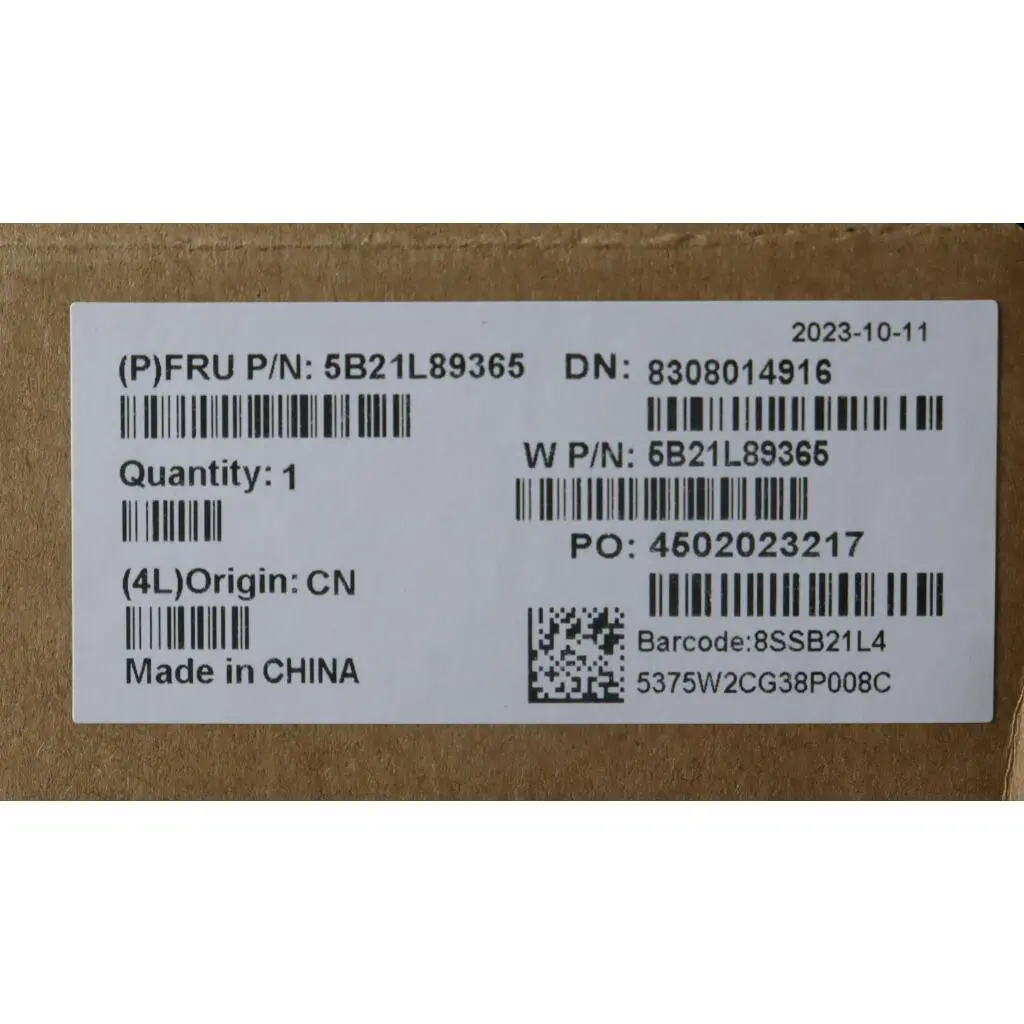 2023-10-11
(P)FRU P/N: 5B21L89365 DN: 8308014916
W P/N: 5B21L89365
Quantity: 1
PO: 4502023217
(4L)Origin: CN
Barcode:8SSB21L4
Made in CHINA
5375W2CG38P008C